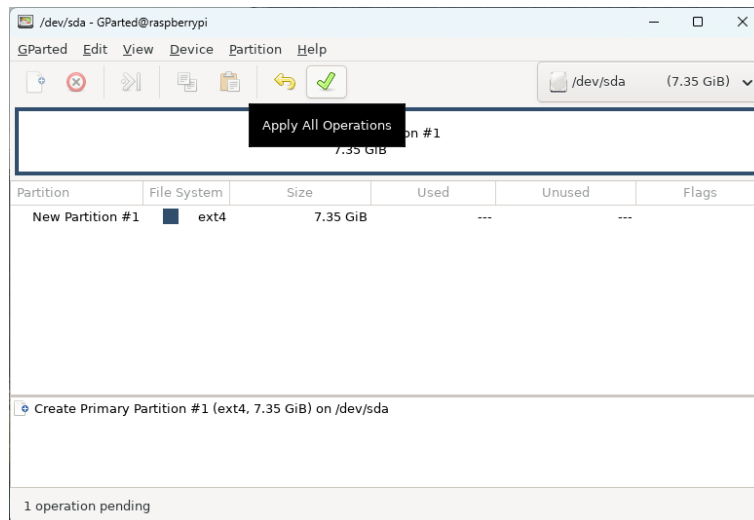 /dev/sda - GParted@raspberrypi
GParted Edit View Device Partition Help
/dev/sda (7.35 GiB)
Apply All Operations
on #1
7.35 GiB
Partition File System Size Used Unused Flags
New Partition #1 ext4 7.35 GiB --- ---
Create Primary Partition #1 (ext4, 7.35 GiB) on /dev/sda
1 operation pending